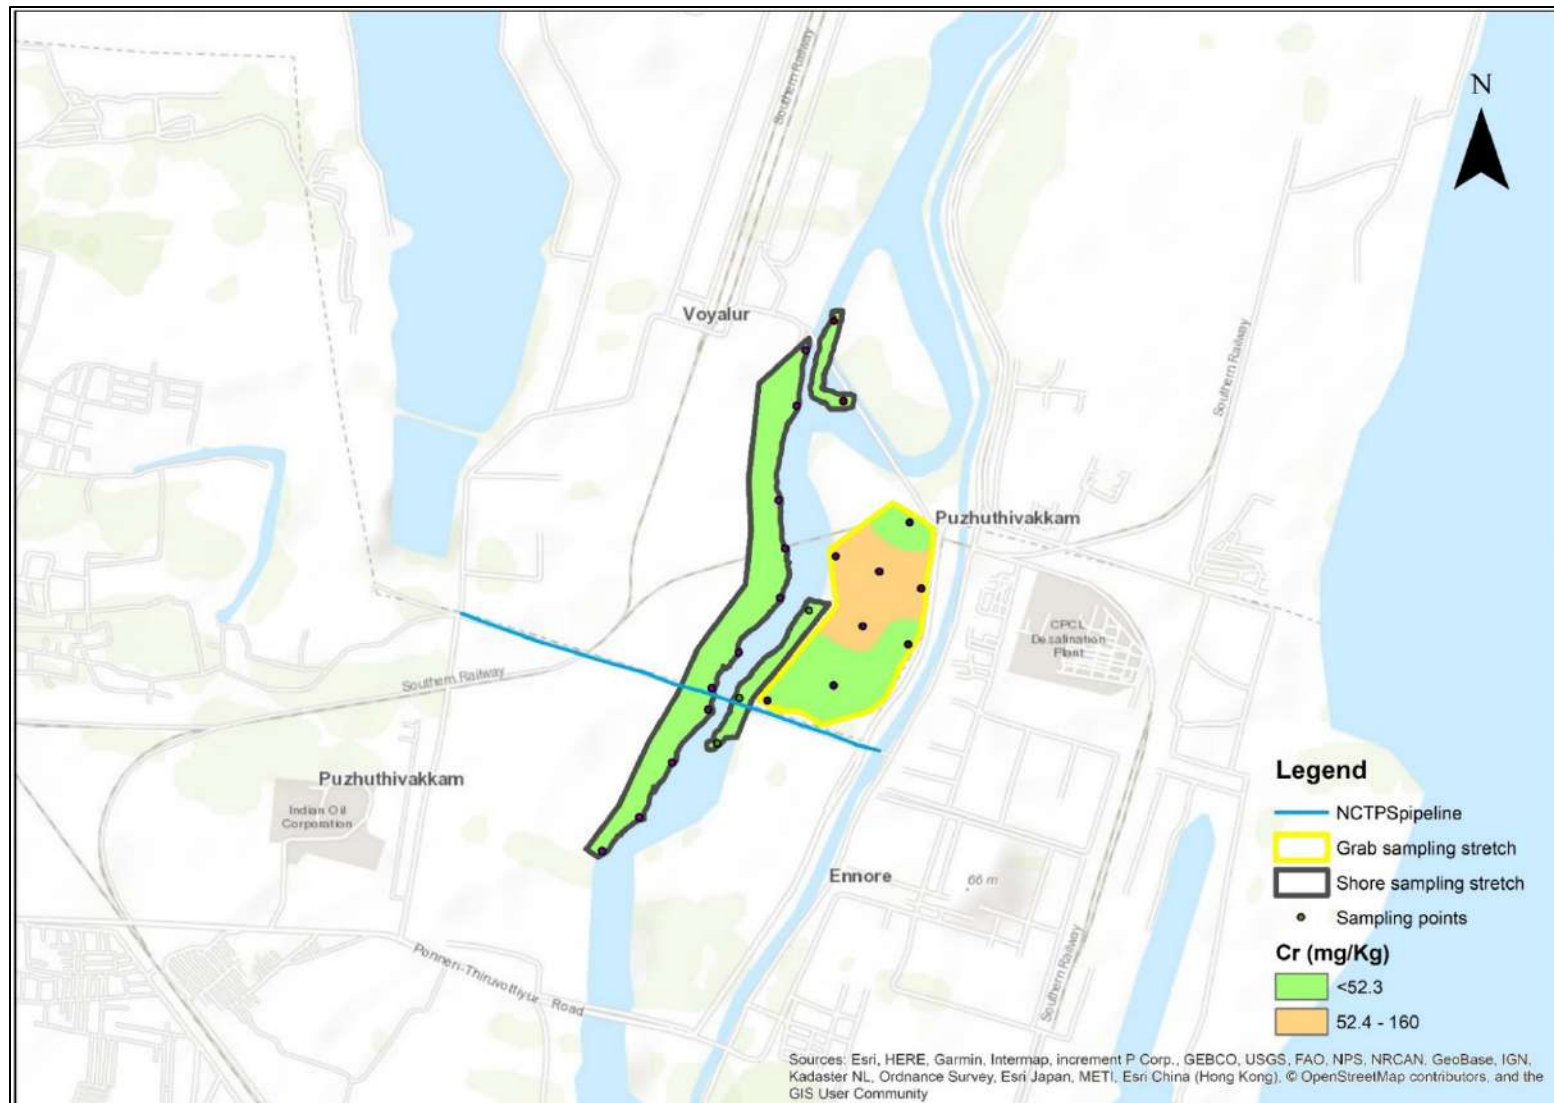 Southern Railway
N
Voyalur
Southern Railway
Puzhuthivakkam
CPCL
Desalination
Plant
Southern Railway
Puzhuthivakkam
Indian Oil
Corporation
Ennore
66 m
Ponneri-Thiruvottiyur Road
Southern Railway
Legend
NCTPSpipeline
Grab sampling stretch
Shore sampling stretch
Sampling points
Cr (mg/Kg)
<52.3
52.4 - 160
Sources: Esri, HERE, Garmin, Intermap, increment P Corp., GEBCO, USGS, FAO, NPS, NRCAN, GeoBase, IGN,
Kadaster NL, Ordnance Survey, Esri Japan, METI, Esri China (Hong Kong), © OpenStreetMap contributors, and the
GIS User Community